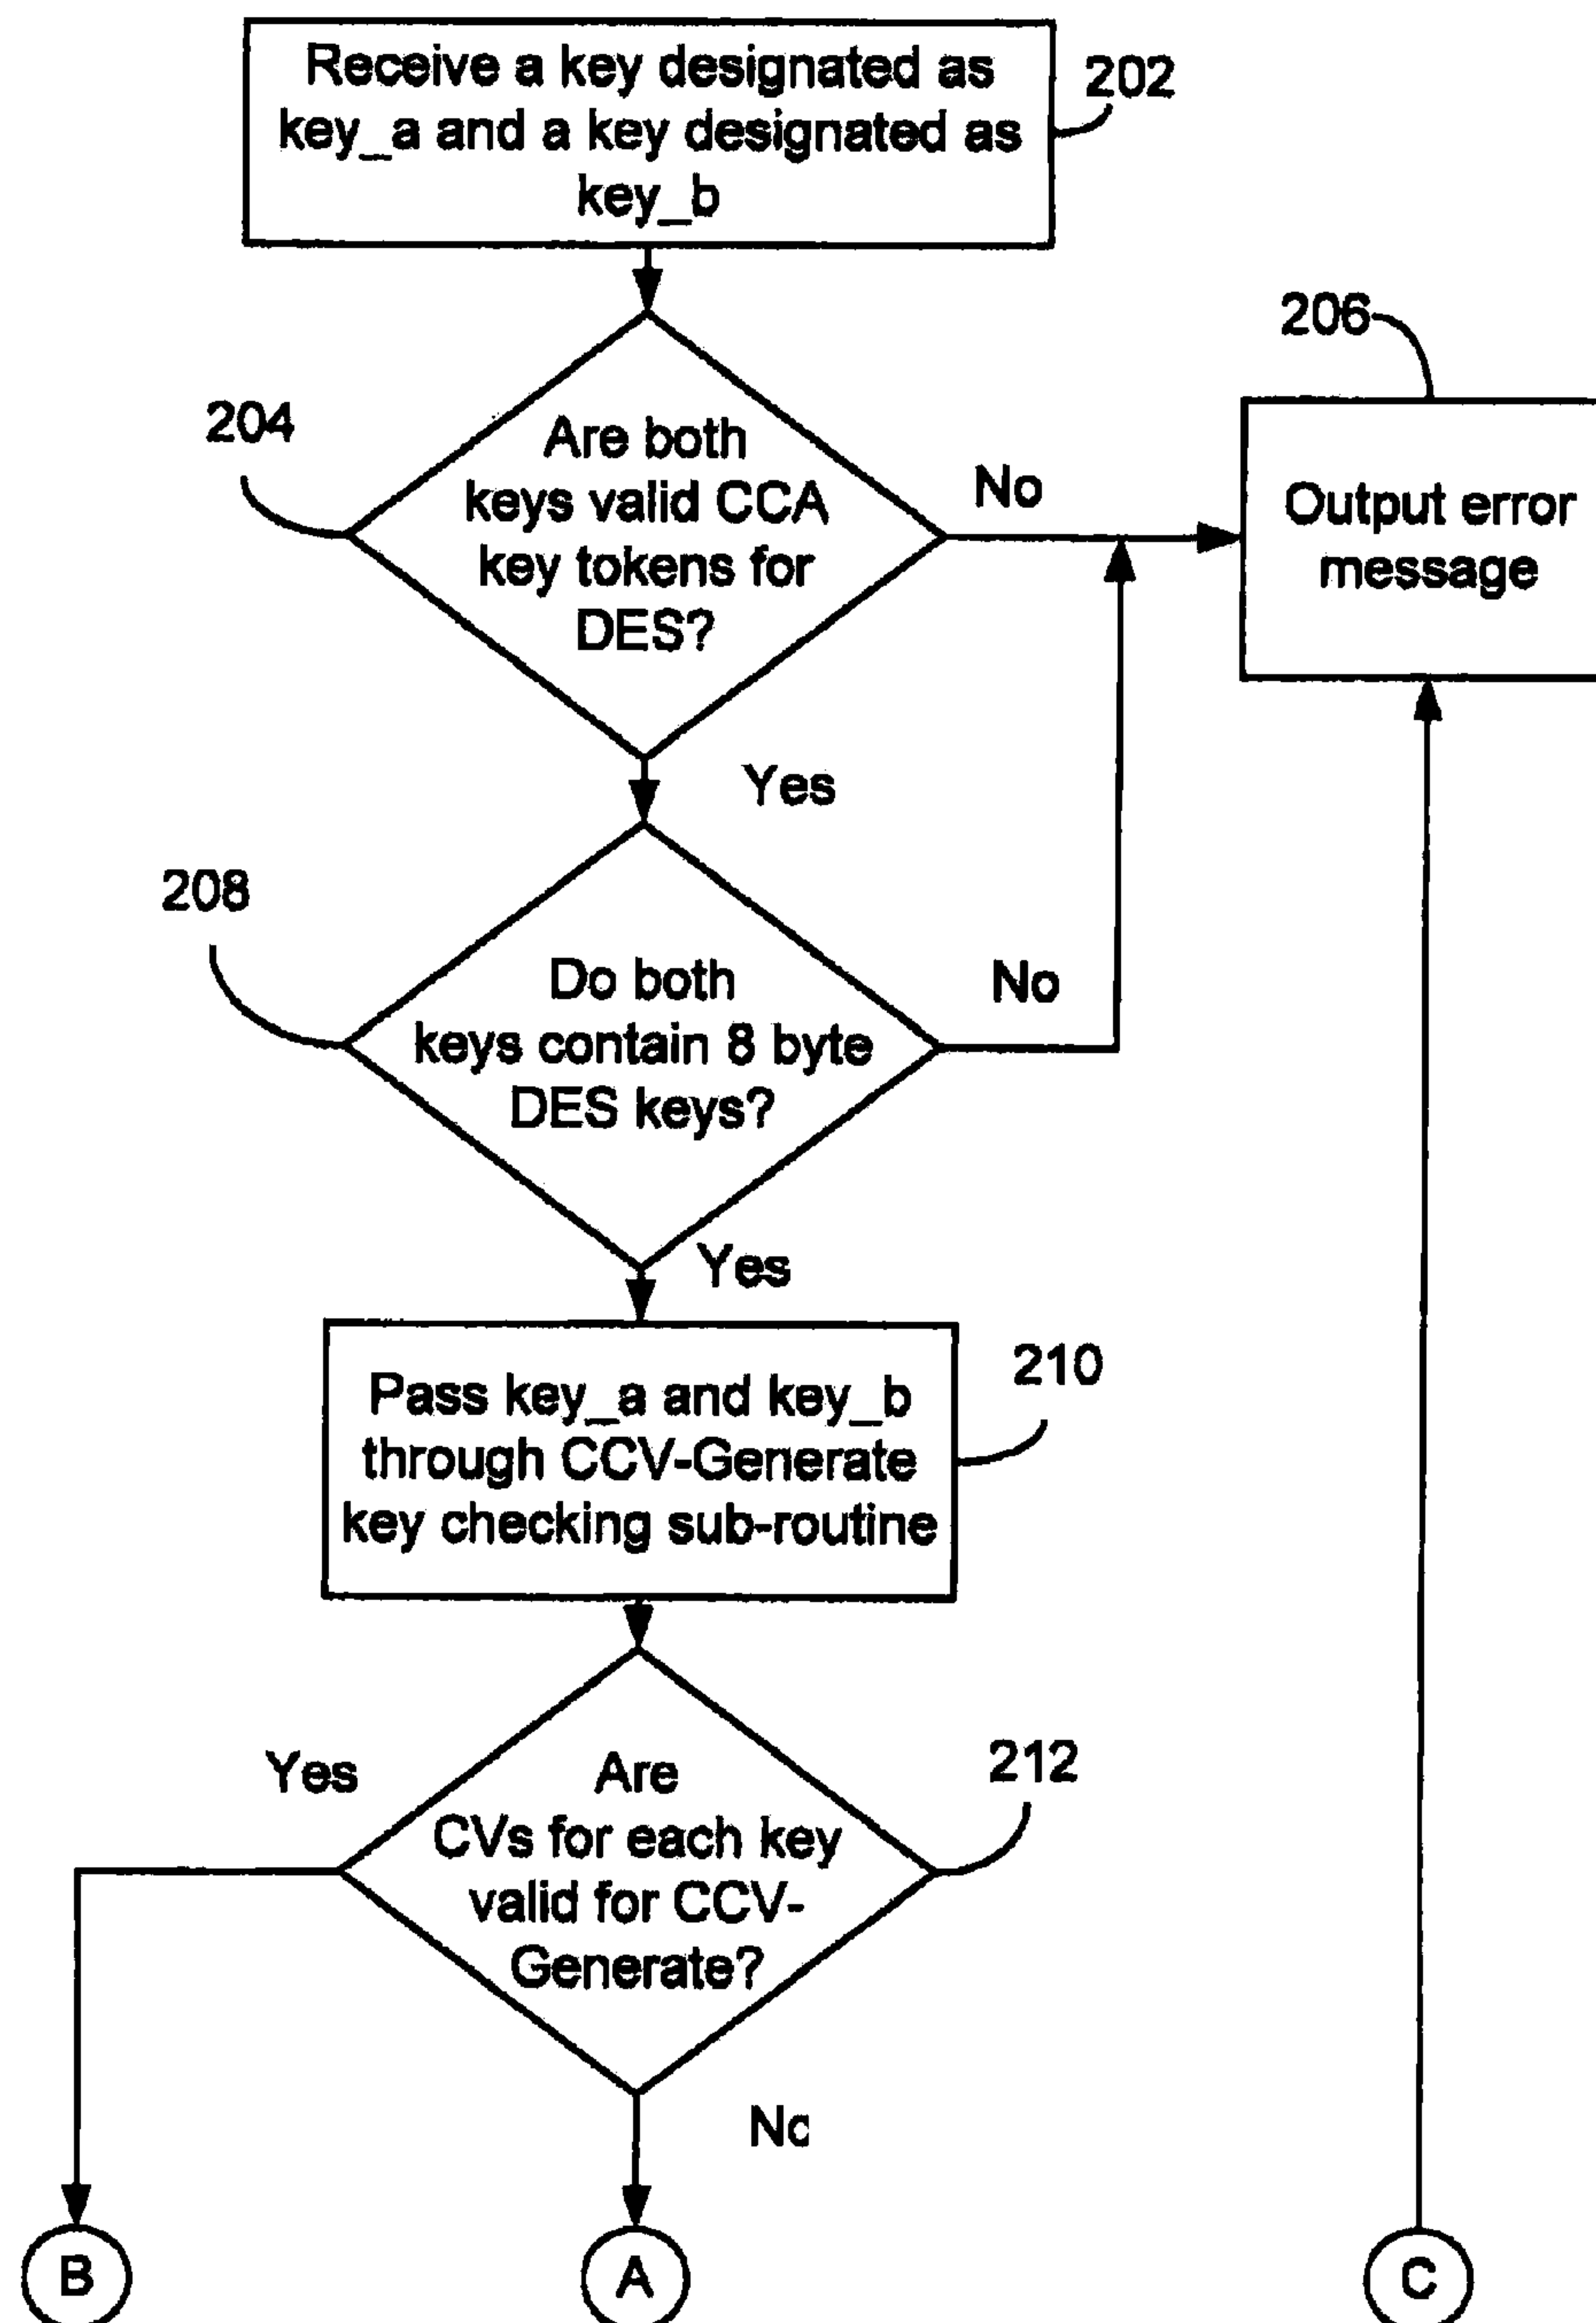 Receive a key designated as
key_a and a key designated as
key_b
202
206
204
Are both
keys valid CCA
key tokens for
DES?
No
Output error
message
Yes
208
Do both
keys contain 8 byte
DES keys?
No
Yes
210
Pass key_a and key_b
through CCV-Generate
key checking sub-routine
Yes
212
Are
CVs for each key
valid for CCV-
Generate?
No
B
A
C